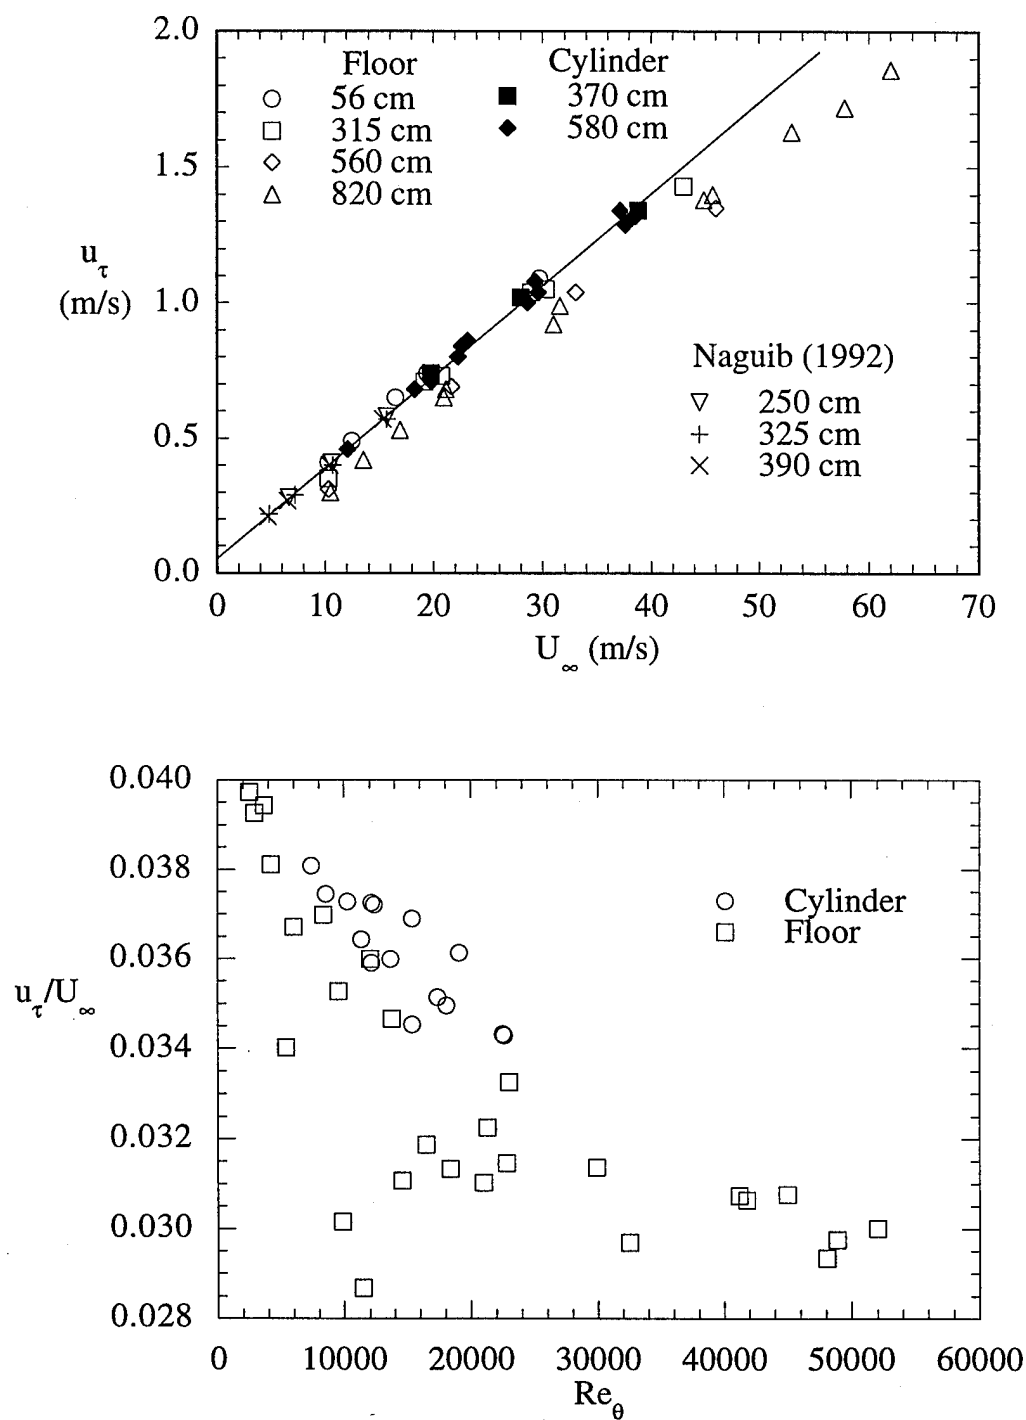 2.0
Floor Cylinder
56 cm 370 cm
315 cm 580 cm
560 cm
820 cm
1.5
u_τ
(m/s)
1.0
Naguib (1992)
250 cm
325 cm
390 cm
0.5
0.0
0 10 20 30 40 50 60 70
U_∞ (m/s)
0.040
0.038
Cylinder
Floor
0.036
u_τ/U_∞
0.034
0.032
0.030
0.028
0 10000 20000 30000 40000 50000 60000
Re_θ